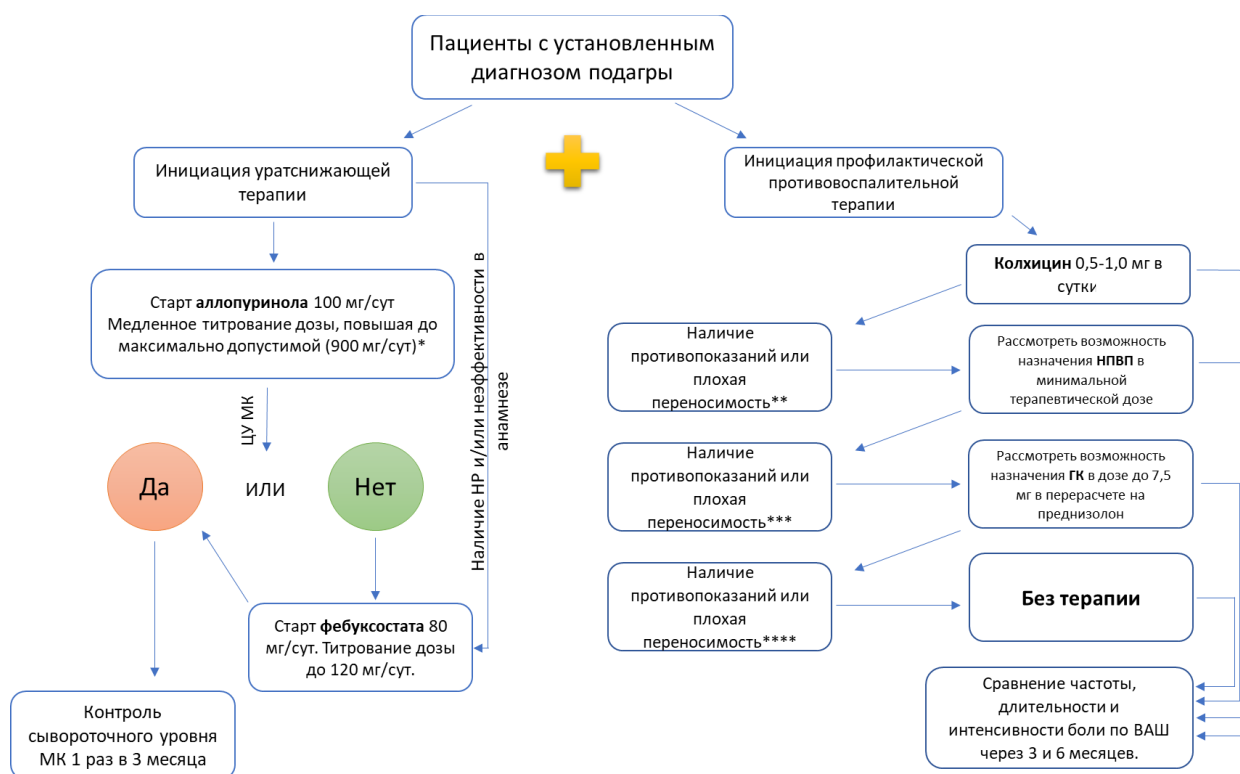 Пациенты с установленным
диагнозом подагры
Инициация уратснижающей
терапии
Инициация профилактической
противовоспалительной
терапии
Старт аллопуринола 100 мг/сут
Медленное титрование дозы, повышая до
максимально допустимой (900 мг/сут)*
Наличие НР и/или неэффективности в
анамнезе
ЦУ МК
Да
или
Нет
Старт фебуксостата 80
мг/сут. Титрование дозы
до 120 мг/сут.
Контроль
сывороточного уровня
МК 1 раз в 3 месяца
Колхицин 0,5-1,0 мг в
сутки
Наличие
противопоказаний или
плохая
переносимость**
Рассмотреть возможность
назначения НПВП в
минимальной
терапевтической дозе
Наличие
противопоказаний или
плохая
переносимость***
Рассмотреть возможность
назначения ГК в дозе до 7,5
мг в перерасчете на
преднизолон
Наличие
противопоказаний или
плохая
переносимость****
Без терапии
Сравнение частоты,
длительности и
интенсивности боли по ВАШ
через 3 и 6 месяцев.